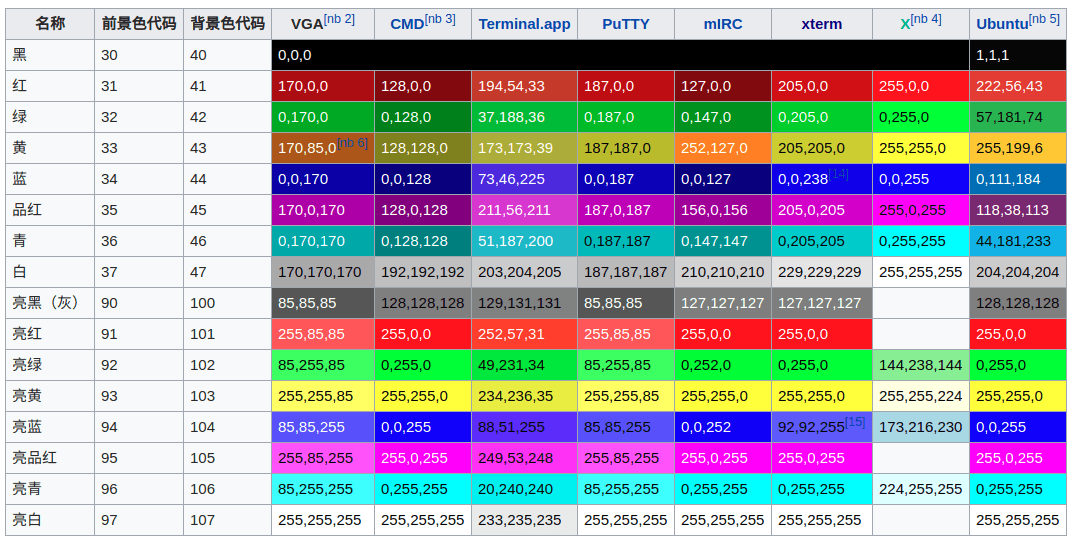 名称 前景色代码 背景色代码 VGA[nb 2] CMD[nb 3] Terminal.app PuTTY mIRC xterm X[nb 4] Ubuntu[nb 5]
黑 30 40 0,0,0 1,1,1
红 31 41 170,0,0 128,0,0 194,54,33 187,0,0 127,0,0 205,0,0 255,0,0 222,56,43
绿 32 42 0,170,0 0,128,0 37,188,36 0,187,0 0,147,0 0,205,0 0,255,0 57,181,74
黄 33 43 170,85,0[nb 6] 128,128,0 173,173,39 187,187,0 252,127,0 205,205,0 255,255,0 255,199,6
蓝 34 44 0,0,170 0,0,128 73,46,225 0,0,187 0,0,127 0,0,238[14] 0,0,255 0,111,184
品红 35 45 170,0,170 128,0,128 211,56,211 187,0,187 156,0,156 205,0,205 255,0,255 118,38,113
青 36 46 0,170,170 0,128,128 51,187,200 0,187,187 0,147,147 0,205,205 0,255,255 44,181,233
白 37 47 170,170,170 192,192,192 203,204,205 187,187,187 210,210,210 229,229,229 255,255,255 204,204,204
亮黑（灰） 90 100 85,85,85 128,128,128 129,131,131 85,85,85 127,127,127 127,127,127 128,128,128
亮红 91 101 255,85,85 255,0,0 252,57,31 255,85,85 255,0,0 255,0,0 255,0,0
亮绿 92 102 85,255,85 0,255,0 49,231,34 85,255,85 0,252,0 0,255,0 144,238,144 0,255,0
亮黄 93 103 255,255,85 255,255,0 234,236,35 255,255,85 255,255,0 255,255,0 255,255,224 255,255,0
亮蓝 94 104 85,85,255 0,0,255 88,51,255 85,85,255 0,0,252 92,92,255[15] 173,216,230 0,0,255
亮品红 95 105 255,85,255 255,0,255 249,53,248 255,85,255 255,0,255 255,0,255 255,0,255
亮青 96 106 85,255,255 0,255,255 20,240,240 85,255,255 0,255,255 0,255,255 224,255,255 0,255,255
亮白 97 107 255,255,255 255,255,255 233,235,235 255,255,255 255,255,255 255,255,255 255,255,255